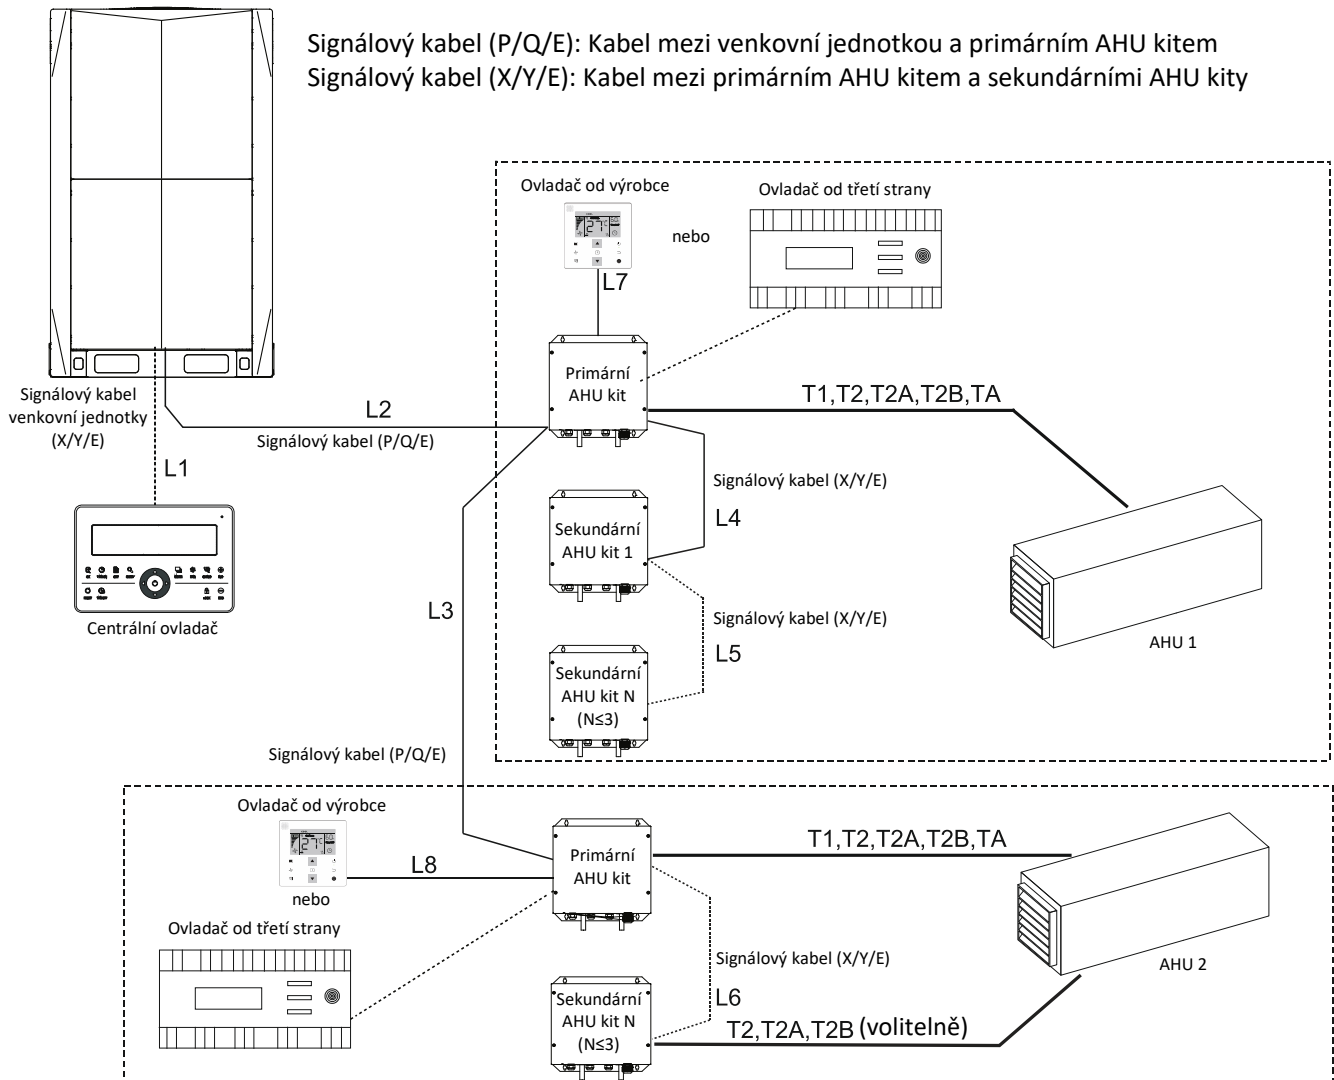 Signálový kabel (P/Q/E): Kabel mezi venkovní jednotkou a primárním AHU kitem
Signálový kabel (X/Y/E): Kabel mezi primárním AHU kitem a sekundárními AHU kity
Ovladač od výrobce
Ovladač od třetí strany
nebo
L7
Primární
AHU kit
T1,T2,T2A,T2B,TA
Signálový kabel
venkovní jednotky
(X/Y/E)
L2
Signálový kabel (P/Q/E)
L1
Centrální ovladač
Signálový kabel (X/Y/E)
L4
Sekundární
AHU kit 1
L3
Signálový kabel (X/Y/E)
L5
AHU 1
Sekundární
AHU kit N
(N≤3)
Signálový kabel (P/Q/E)
Ovladač od výrobce
L8
nebo
Ovladač od třetí strany
Primární
AHU kit
T1,T2,T2A,T2B,TA
Signálový kabel (X/Y/E)
L6
AHU 2
Sekundární
AHU kit N
(N≤3)
T2,T2A,T2B (volitelně)